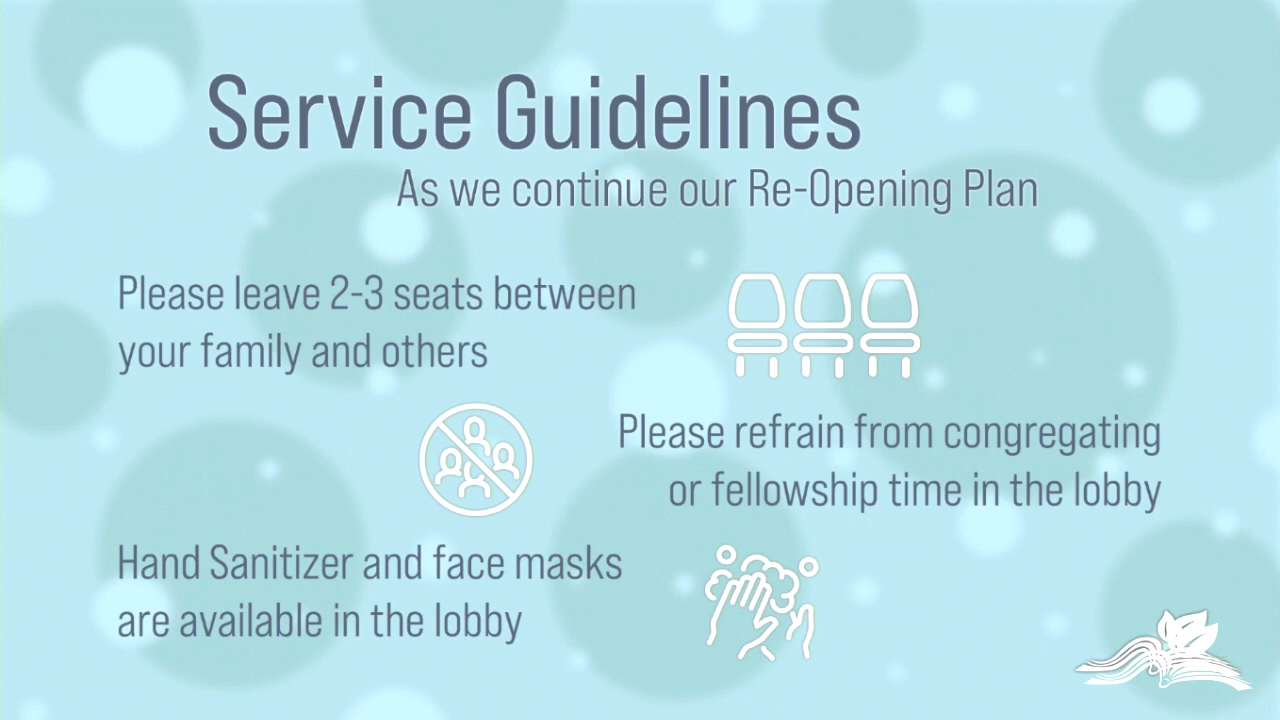 Service Guidelines
As we continue our Re-Opening Plan
Please leave 2-3 seats between
your family and others
Please refrain from congregating
or fellowship time in the lobby
Hand Sanitizer and face masks
are available in the lobby